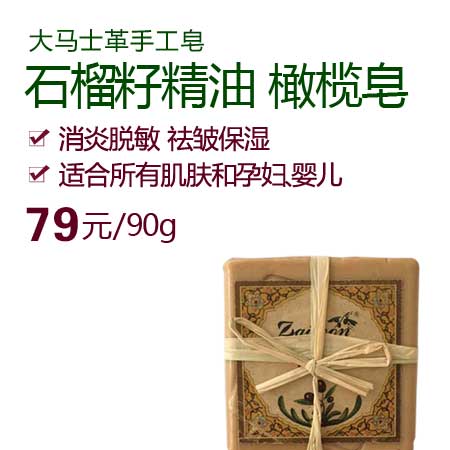 大马士革手工皂
石榴籽精油 橄榄皂
消炎脱敏 祛皱保湿
适合所有肌肤和孕妇、婴儿
79元/90g